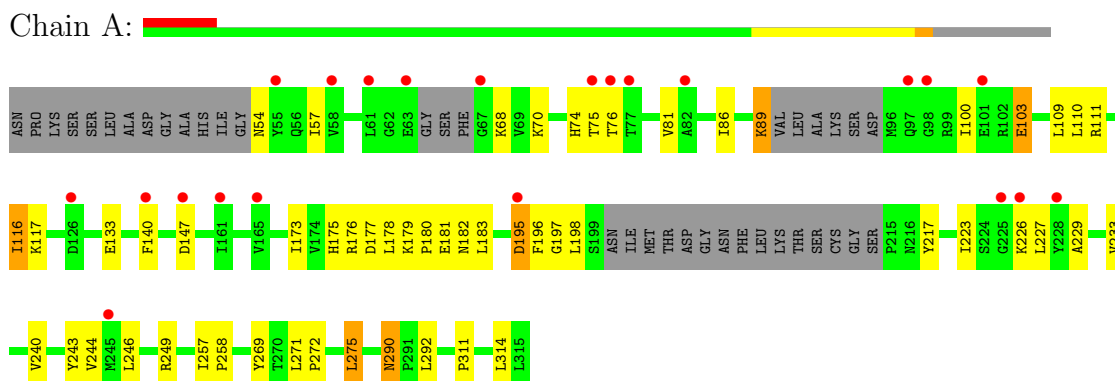 Chain A:
ASN PRO LYS SER SER LEU ALA ASP GLY ALA HIS ILE GLY N54 Y55 Q56 I57 V58 L61 G62 E63 GLY SER PHE G67 K68 V69 K70 H74 T75 T76 T77 V81 A82 I86 K89 VAL LEU ALA LYS SER ASP M96 Q97 G98 R99 I100 E101 R102 E103 L109 L110 R111
I116 K117 D126 E133 F140 D147 I161 V165 I173 V174 H175 R176 D177 L178 K179 P180 E181 N182 L183 D195 F196 G197 L198 S199 ASN ILE MET THR ASP GLY ASN PHE LEU LYS THR SER CYS GLY SER P215 N216 Y217 I223 S224 G225 K226 L227 Y228 A229 V233
V240 Y243 V244 M245 L246 R249 I257 P258 Y269 T270 L271 P272 L275 N290 P291 L292 P311 L314 L315